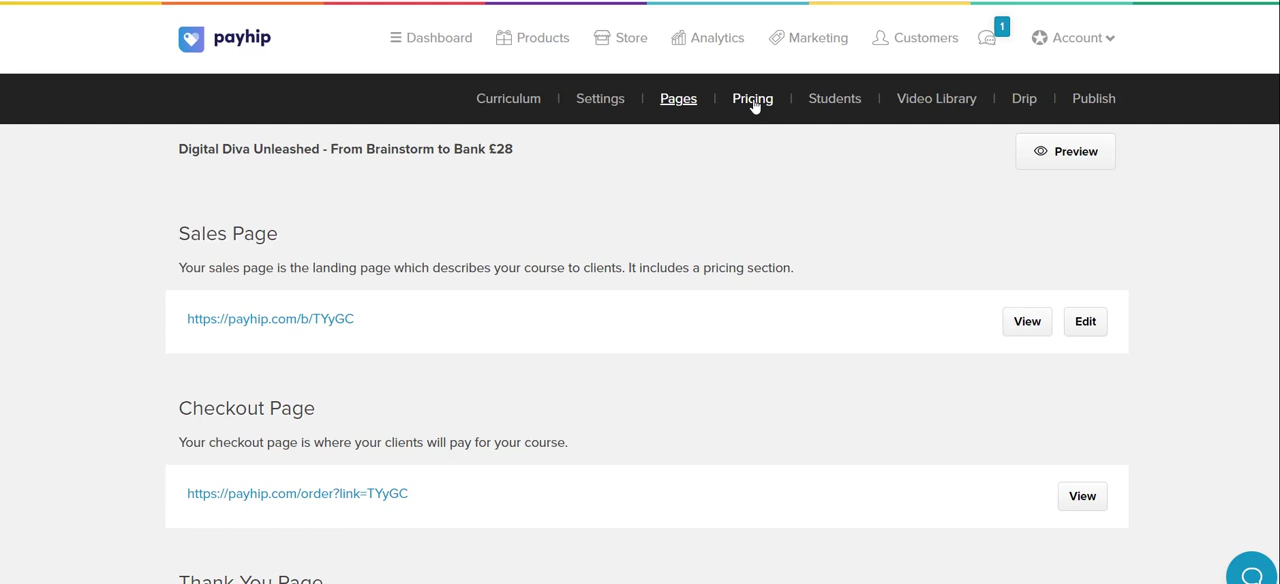 payhip
Dashboard Products Store Analytics Marketing Customers 1 Account
Curriculum | Settings | Pages | Pricing | Students | Video Library | Drip | Publish
Digital Diva Unleashed - From Brainstorm to Bank £28
Preview
Sales Page
Your sales page is the landing page which describes your course to clients. It includes a pricing section.
https://payhip.com/b/TYyGC View Edit
Checkout Page
Your checkout page is where your clients will pay for your course.
https://payhip.com/order?link=TYyGC View
Thank You Page